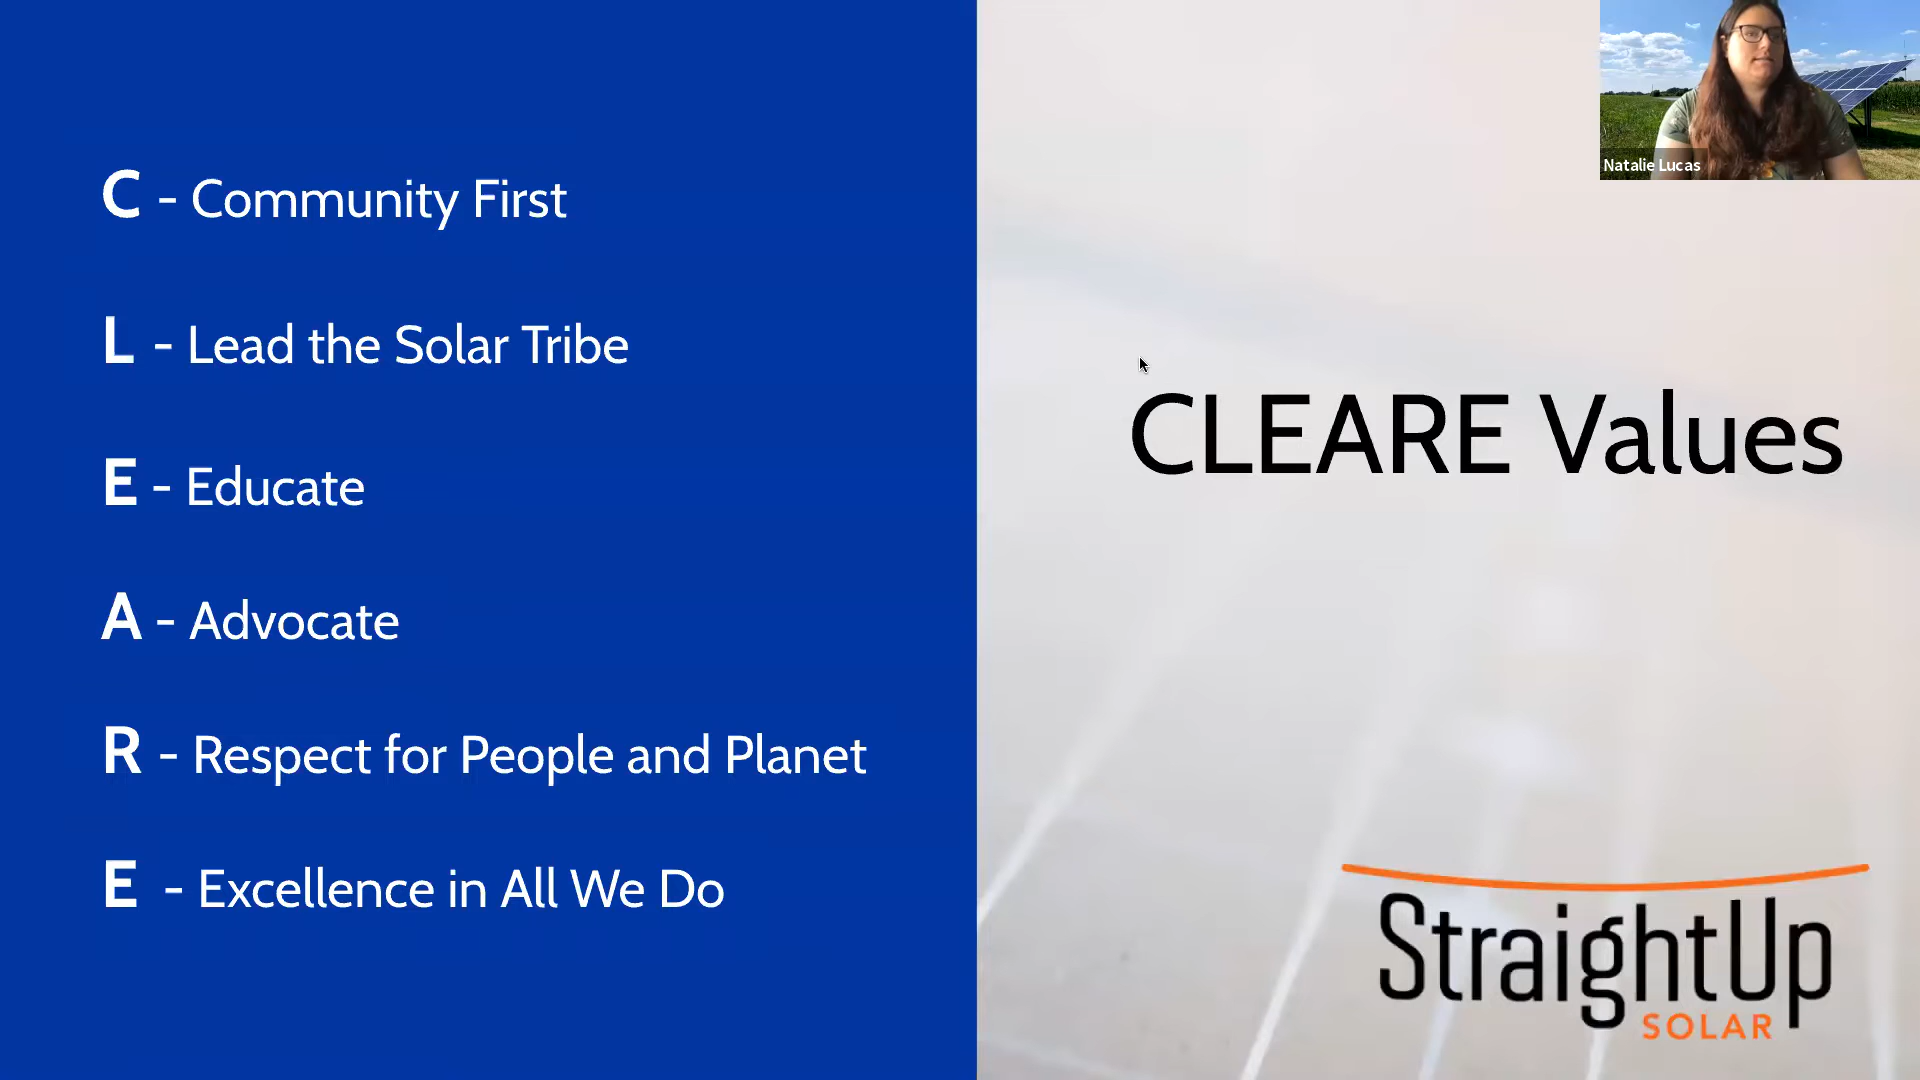 C - Community First
L - Lead the Solar Tribe
E - Educate
A - Advocate
R - Respect for People and Planet
E - Excellence in All We Do
Natalie Lucas
CLEARE Values
StraightUp
SOLAR